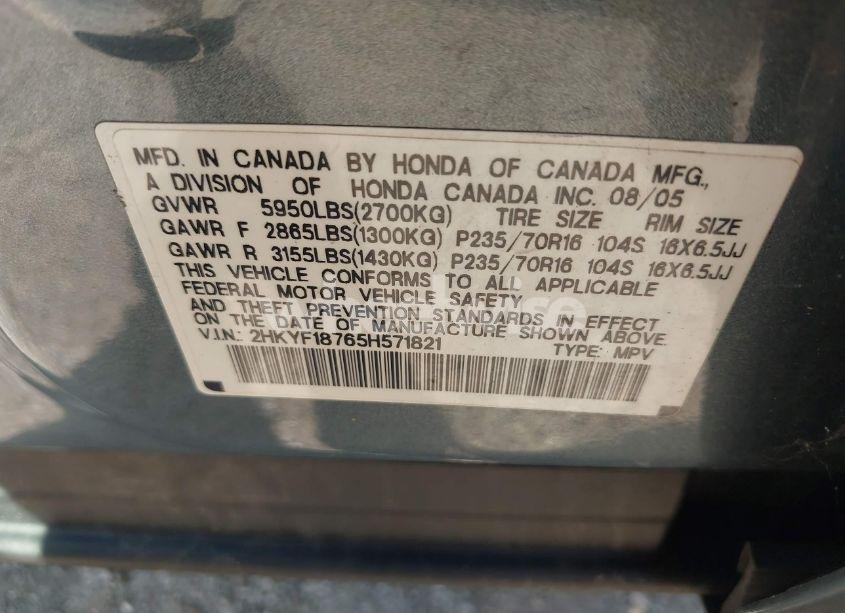 MFD. IN CANADA BY HONDA OF CANADA MFG.,
A DIVISION OF HONDA CANADA INC. 08/05
GVWR 5950LBS(2700KG) TIRE SIZE RIM SIZE
GAWR F 2865LBS(1300KG) P235/70R16 104S 16X6.5JJ
GAWR R 3155LBS(1430KG) P235/70R16 104S 16X6.5JJ
THIS VEHICLE CONFORMS TO ALL APPLICABLE
FEDERAL MOTOR VEHICLE SAFETY
AND THEFT PREVENTION STANDARDS IN EFFECT
ON THE DATE OF MANUFACTURE SHOWN ABOVE.
V.I.N.: 2HKYF18765H571821 TYPE: MPV